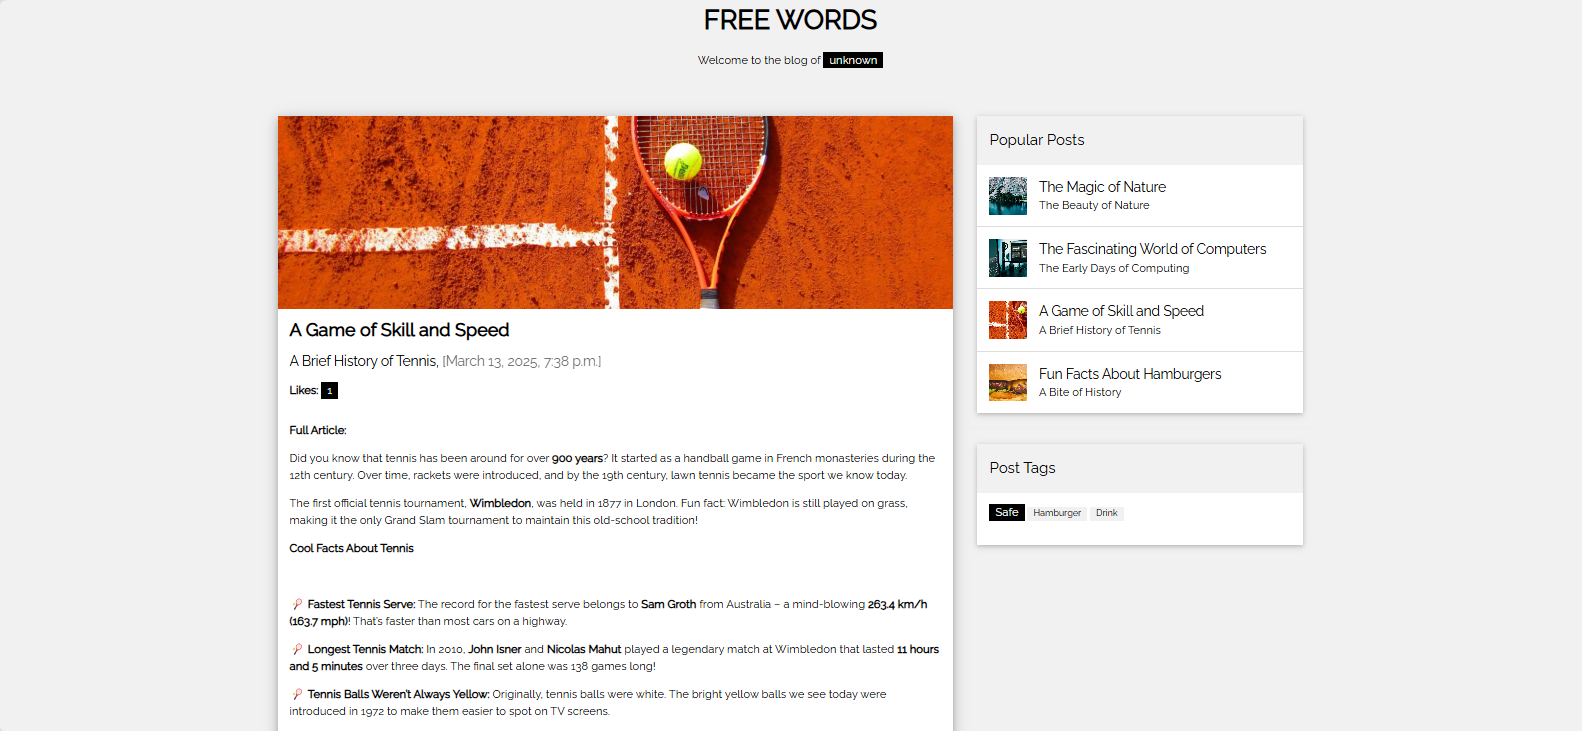 FREE WORDS
Welcome to the blog of unknown
A Game of Skill and Speed
A Brief History of Tennis, [March 13, 2025, 7:38 p.m.]
Likes: 1
Full Article:
Did you know that tennis has been around for over 900 years? It started as a handball game in French monasteries during the
12th century. Over time, rackets were introduced, and by the 19th century, lawn tennis became the sport we know today.
The first official tennis tournament, Wimbledon, was held in 1877 in London. Fun fact: Wimbledon is still played on grass,
making it the only Grand Slam tournament to maintain this old-school tradition!
Cool Facts About Tennis
Fastest Tennis Serve: The record for the fastest serve belongs to Sam Groth from Australia – a mind-blowing 263.4 km/h
(163.7 mph)! That's faster than most cars on a highway.
Longest Tennis Match: In 2010, John Isner and Nicolas Mahut played a legendary match at Wimbledon that lasted 11 hours
and 5 minutes over three days. The final set alone was 138 games long!
Tennis Balls Weren't Always Yellow: Originally, tennis balls were white. The bright yellow balls we see today were
introduced in 1972 to make them easier to spot on TV screens.
Popular Posts
The Magic of Nature
The Beauty of Nature
The Fascinating World of Computers
The Early Days of Computing
A Game of Skill and Speed
A Brief History of Tennis
Fun Facts About Hamburgers
A Bite of History
Post Tags
Safe Hamburger Drink